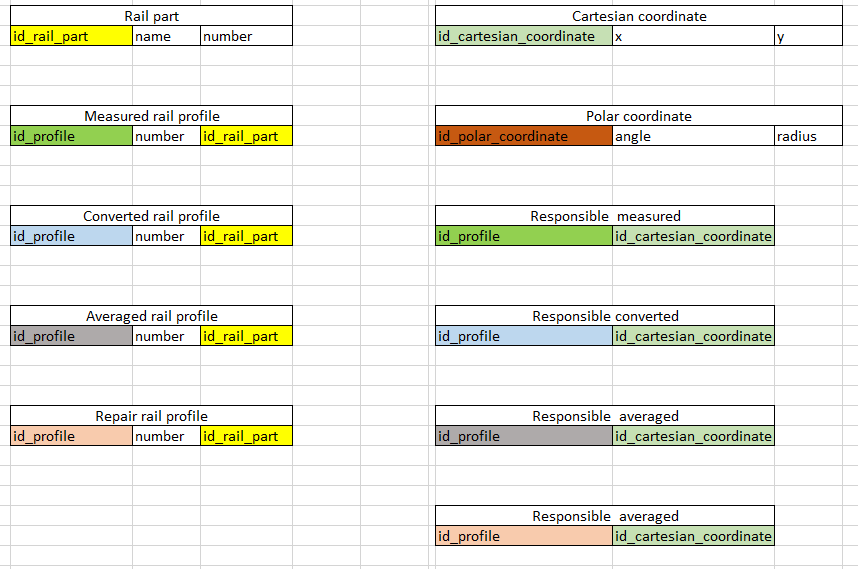 Rail part
id_rail_part name number
Measured rail profile
id_profile number id_rail_part
Converted rail profile
id_profile number id_rail_part
Averaged rail profile
id_profile number id_rail_part
Repair rail profile
id_profile number id_rail_part
Cartesian coordinate
id_cartesian_coordinate x y
Polar coordinate
id_polar_coordinate angle radius
Responsible measured
id_profile id_cartesian_coordinate
Responsible converted
id_profile id_cartesian_coordinate
Responsible averaged
id_profile id_cartesian_coordinate
Responsible averaged
id_profile id_cartesian_coordinate